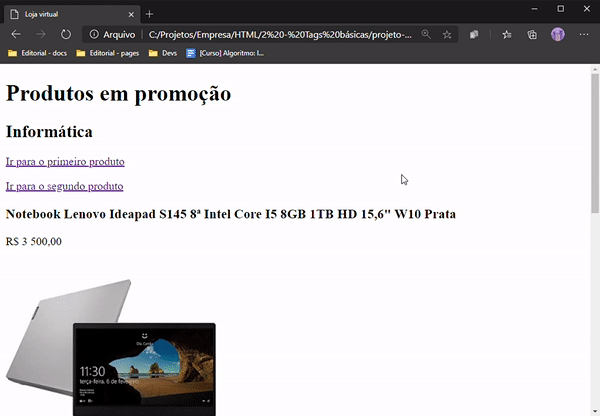 Loja virtual
Arquivo | C:/Projetos/Empresa/HTML/2%20-%20Tags%20básicas/projeto-...
Editorial - docs Editorial - pages Devs [Curso] Algoritmo: I...
Produtos em promoção
Informática
Ir para o primeiro produto
Ir para o segundo produto
Notebook Lenovo Ideapad S145 8ª Intel Core I5 8GB 1TB HD 15,6" W10 Prata
R$ 3 500,00
11:30
terça-feira, 6 de fevereiro